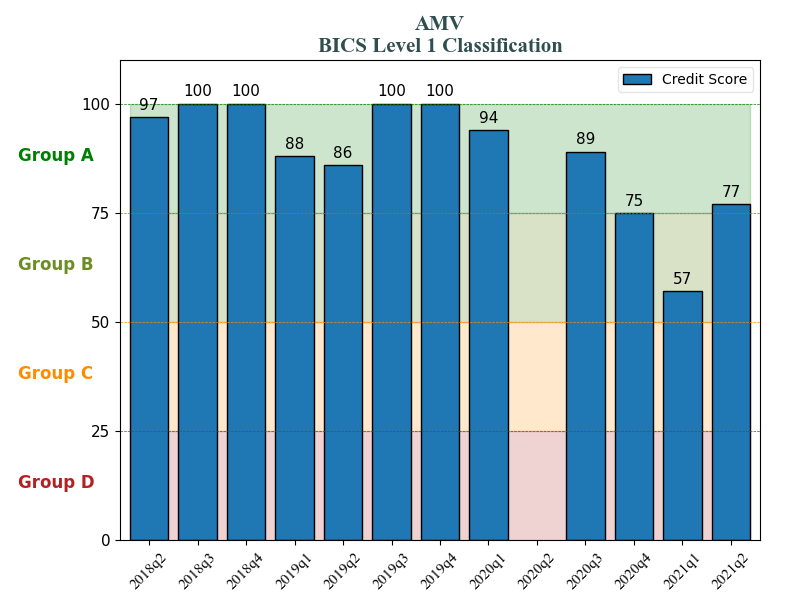 AMV
BICS Level 1 Classification
Credit Score
97
100
100
88
86
100
100
94
89
75
57
77
100
75
50
25
0
Group A
Group B
Group C
Group D
2018q2
2018q3
2018q4
2019q1
2019q2
2019q3
2019q4
2020q1
2020q2
2020q3
2020q4
2021q1
2021q2